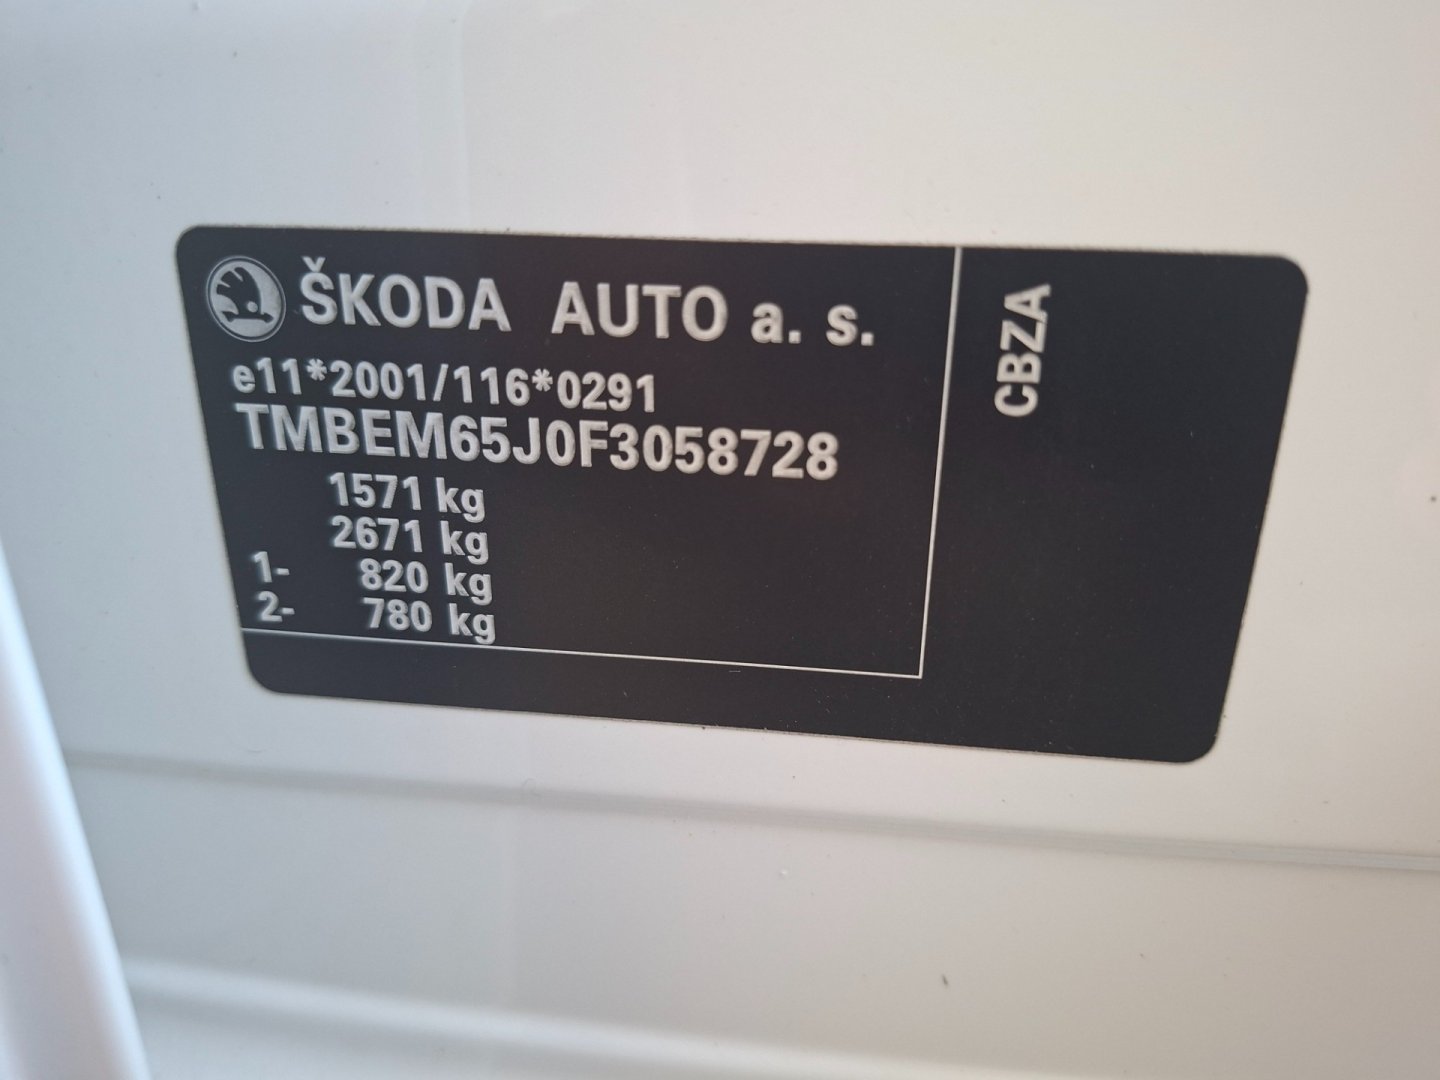 ŠKODA AUTO a. s.
e11*2001/116*0291
TMBEM65J0F3058728
1571 kg
2671 kg
1- 820 kg
2- 780 kg
CBZA